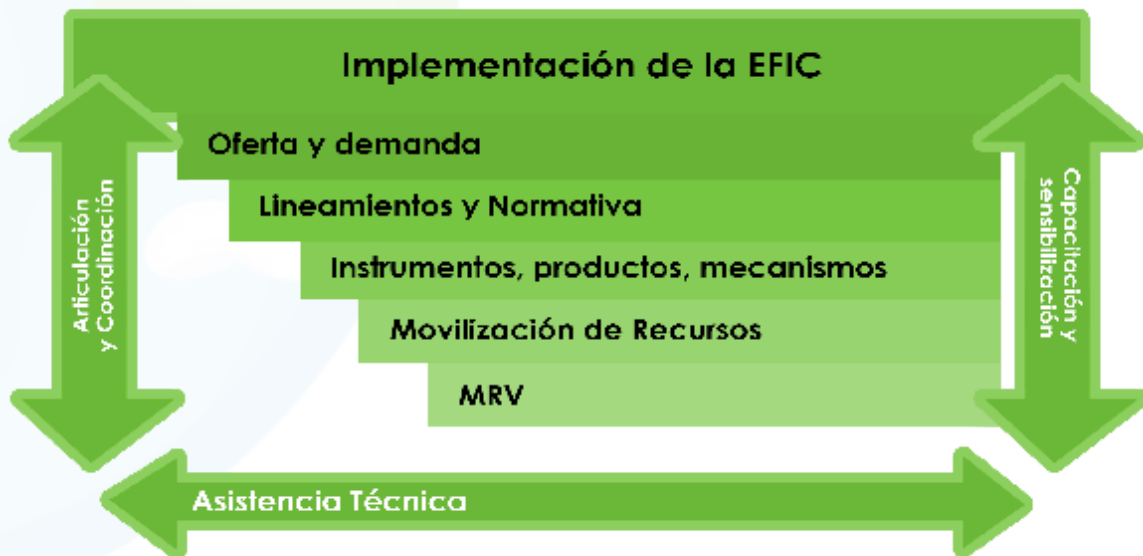 Implementación de la EFIC
Oferta y demanda
Lineamientos y Normativa
Instrumentos, productos, mecanismos
Movilización de Recursos
MRV
Articulación
y Coordinación
Capacitación y
sensibilización
Asistencia Técnica